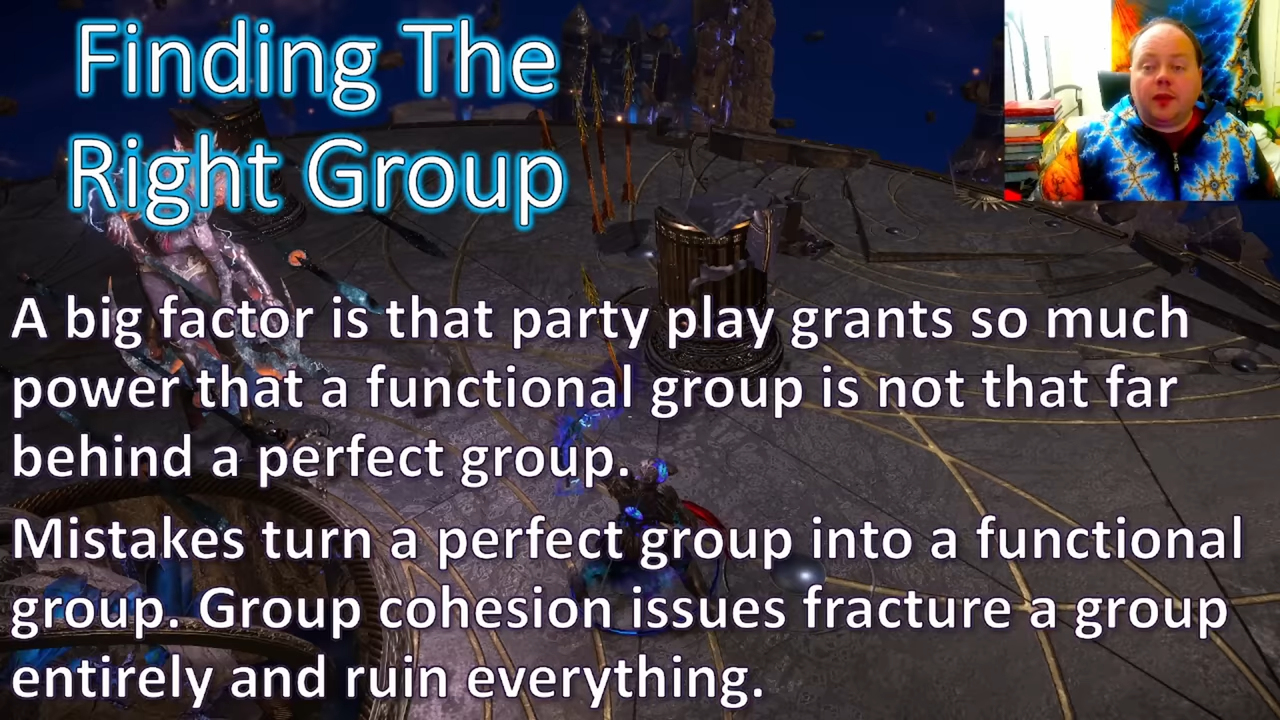 Finding The
Right Group
A big factor is that party play grants so much
power that a functional group is not that far
behind a perfect group.
Mistakes turn a perfect group into a functional
group. Group cohesion issues fracture a group
entirely and ruin everything.